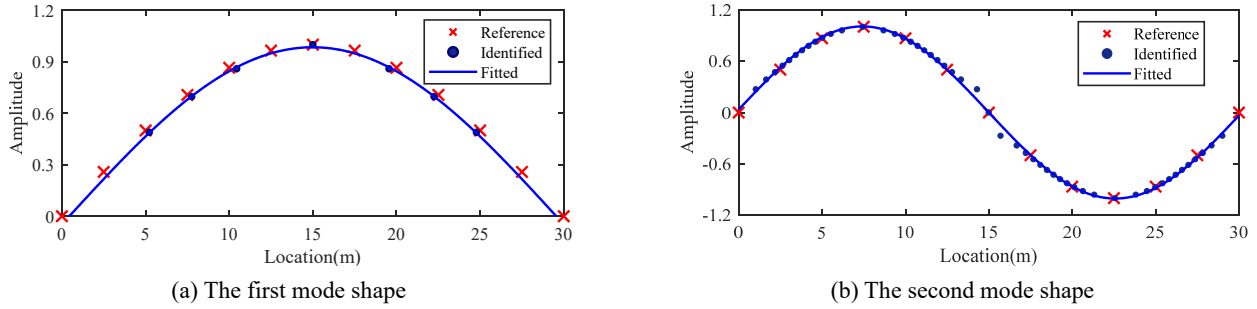 1.2
0.9
0.6
0.3
0
Amplitude
Reference
Identified
Fitted
0 5 10 15 20 25 30
Location(m)
(a) The first mode shape
1.2
0.6
0
-0.6
-1.2
Amplitude
Reference
Identified
Fitted
0 5 10 15 20 25 30
Location(m)
(b) The second mode shape